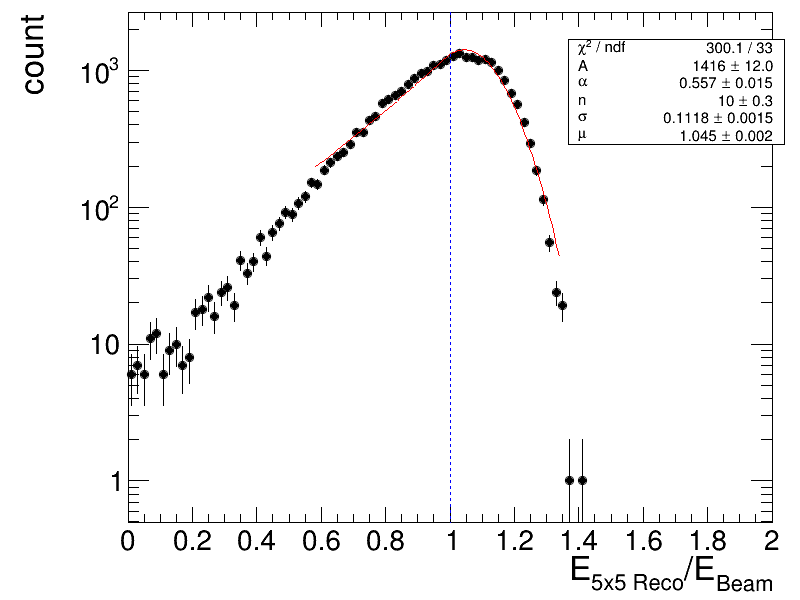 count
10³
10²
10
1
χ² / ndf 300.1 / 33
A 1416 ± 12.0
α 0.557 ± 0.015
n 10 ± 0.3
σ 0.1118 ± 0.0015
μ 1.045 ± 0.002
0 0.2 0.4 0.6 0.8 1 1.2 1.4 1.6 1.8 2
E5x5 Reco/EBeam